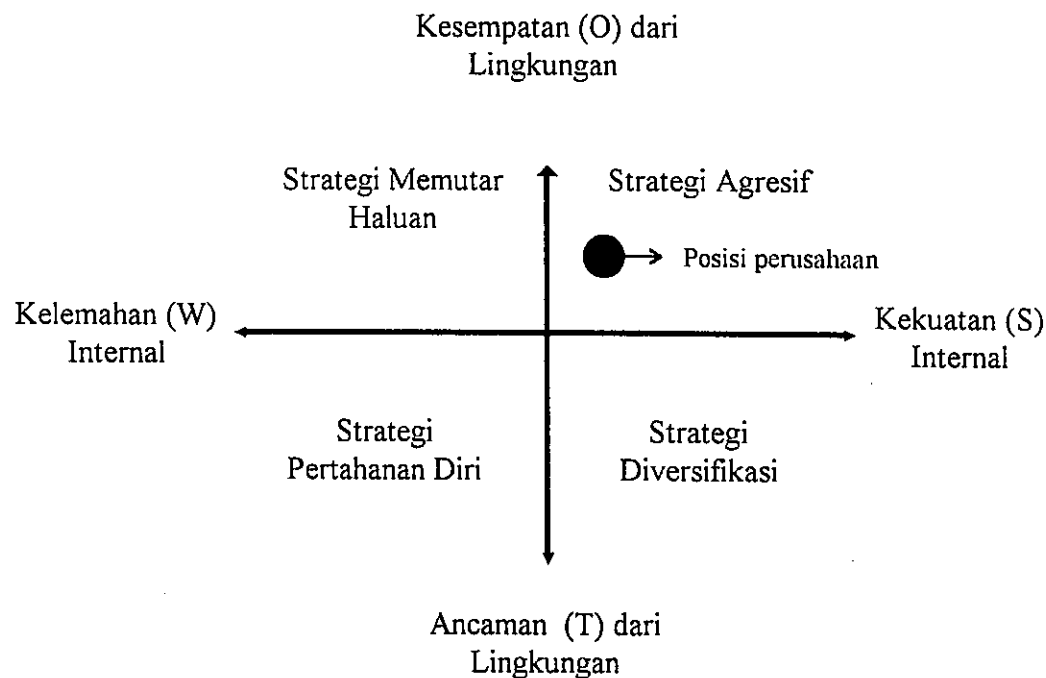 Kesempatan (O) dari
Lingkungan
Strategi Memutar
Haluan
Strategi Agresif
Posisi perusahaan
Kelemahan (W)
Internal
Kekuatan (S)
Internal
Strategi
Pertahanan Diri
Strategi
Diversifikasi
Ancaman (T) dari
Lingkungan